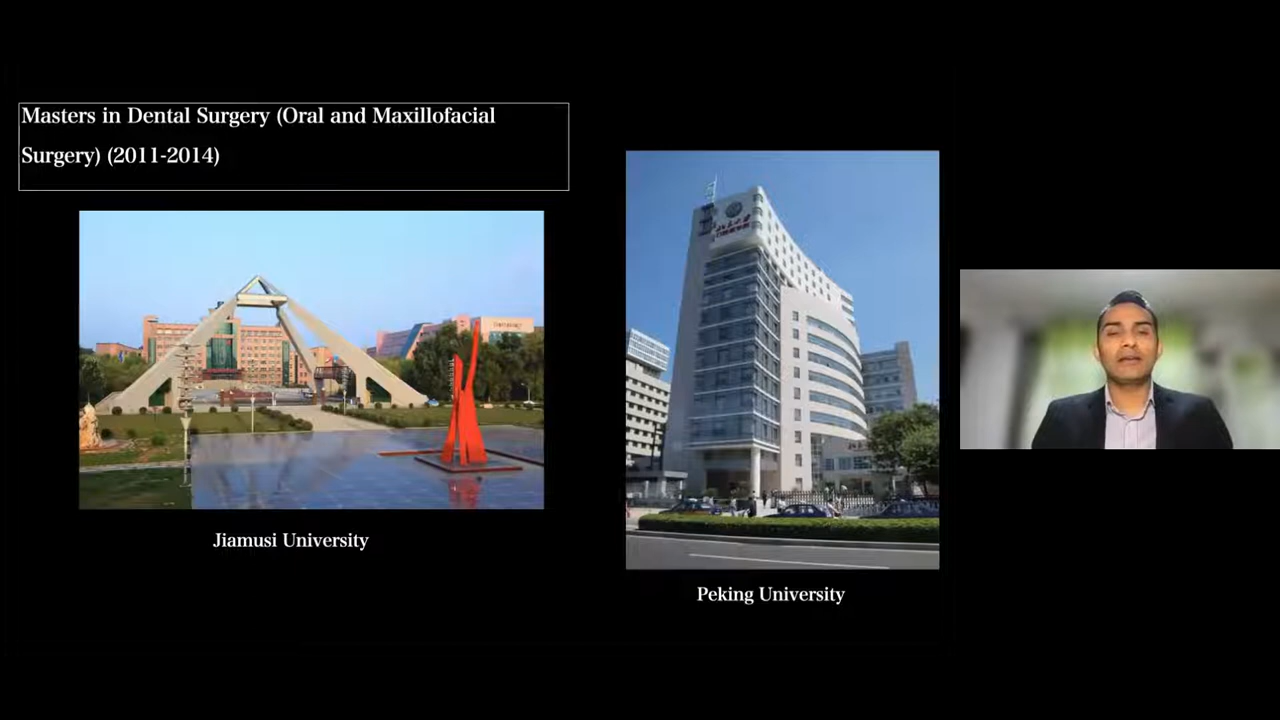 Masters in Dental Surgery (Oral and Maxillofacial
Surgery) (2011-2014)
Jiamusi University
Peking University